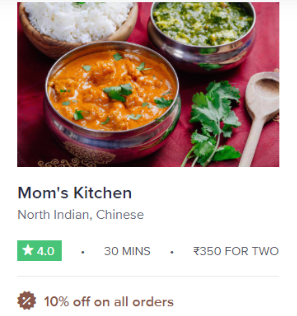 Mom's Kitchen
North Indian, Chinese
★ 4.0 • 30 MINS • ₹350 FOR TWO
10% off on all orders